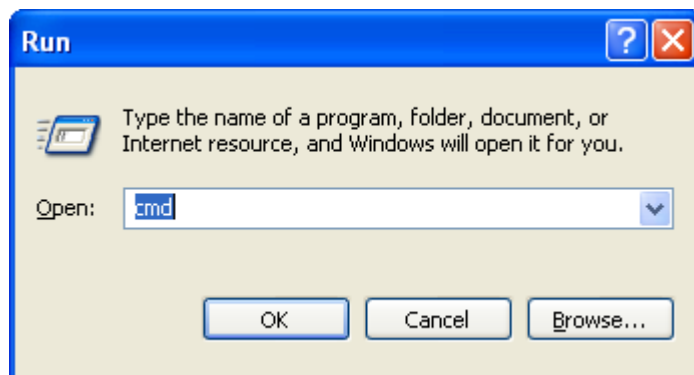 Run
Type the name of a program, folder, document, or
Internet resource, and Windows will open it for you.
Open: cmd
OK Cancel Browse...